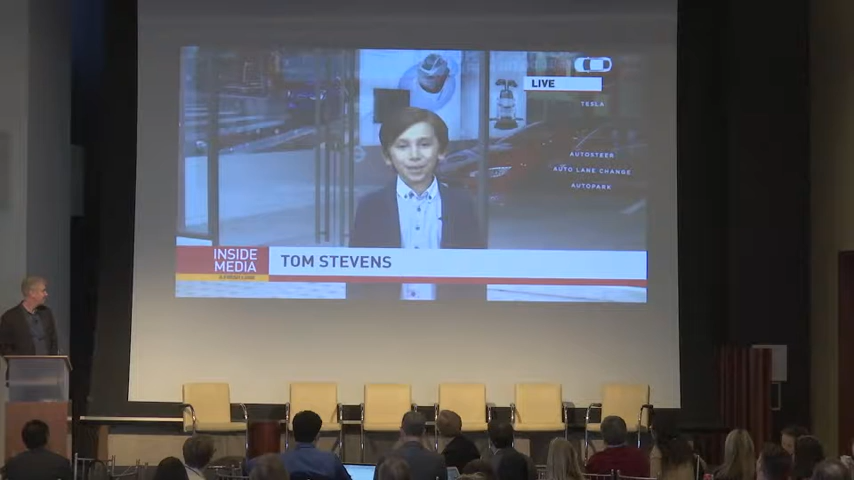 LIVE
TESLA
AUTOSTEER
AUTO LANE CHANGE
AUTOPARK
INSIDE
MEDIA
TOM STEVENS